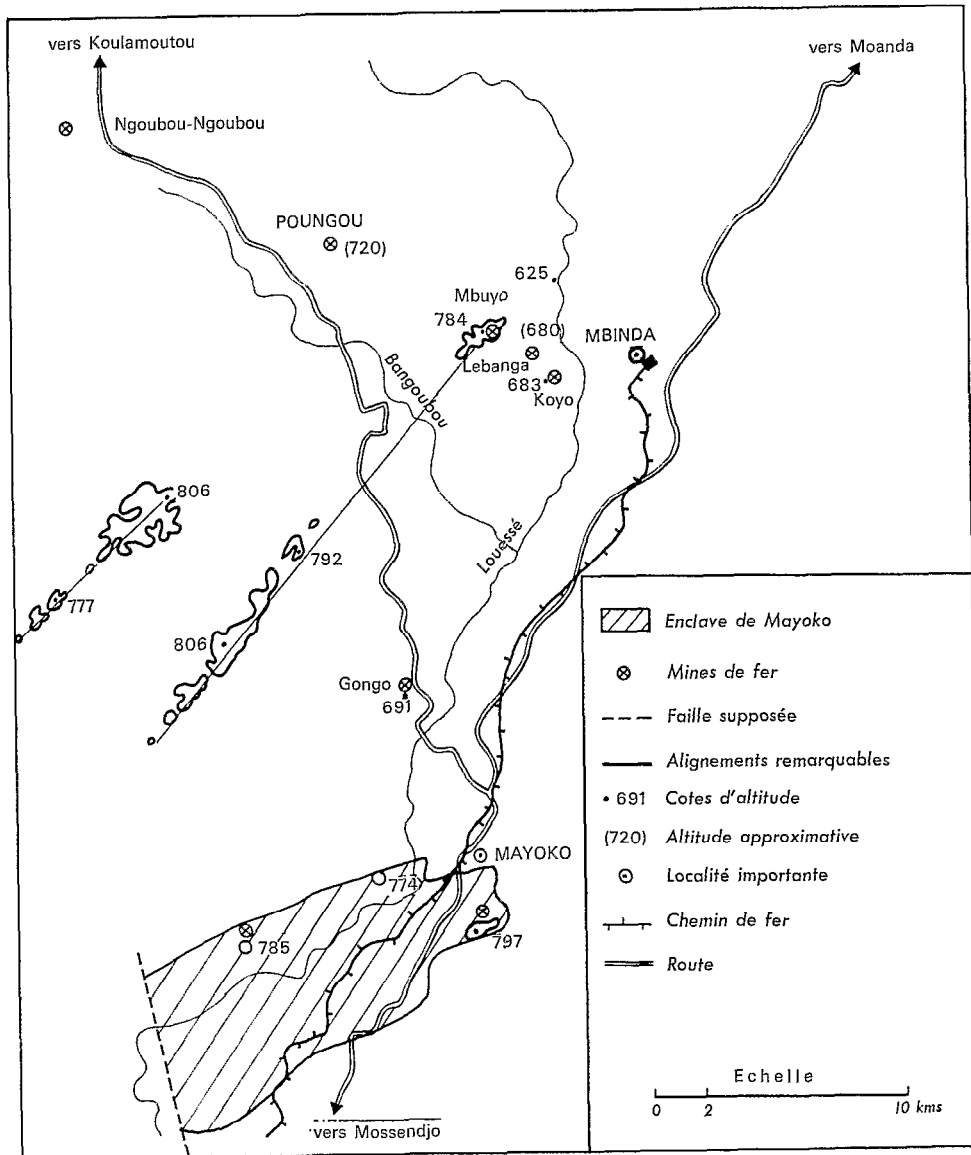 vers Koulamoutou
vers Moanda
Ngoubou-Ngoubou
POUNGOU
(720)
625
Mbuyo
784
(680)
MBINDA
Lebanga
683
Koyo
Bangoubou
806
777
792
Louessé
806
Gongo
691
MAYOKO
774
785
797
vers Mossendjo
Enclave de Mayoko
Mines de fer
Faille supposée
Alignements remarquables
691 Cotes d'altitude
(720) Altitude approximative
Localité importante
Chemin de fer
Route
Echelle
0 2 10 kms